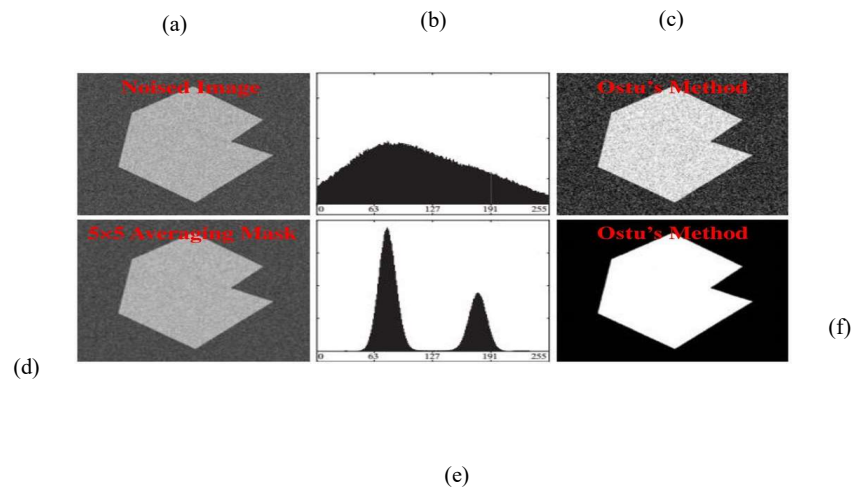 (a) (b) (c)
Noised Image
Ostu's Method
0 63 127 191 255
5×5 Averaging Mask
Ostu's Method
0 63 127 191 255
(f)
(d)
(e)